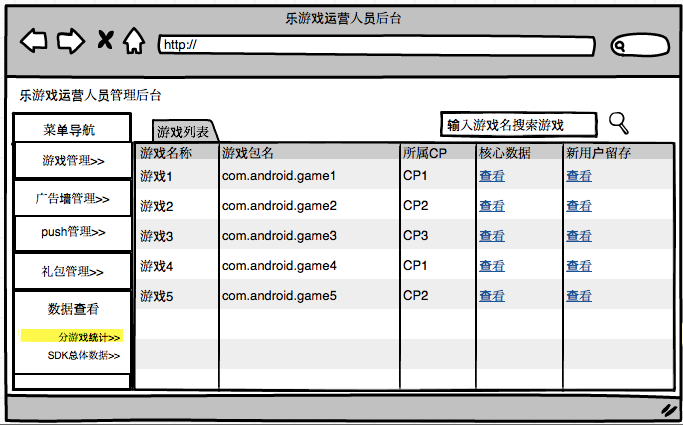 乐游戏运营人员后台
http://
乐游戏运营人员管理后台
菜单导航
游戏管理>>
广告墙管理>>
push管理>>
礼包管理>>
数据查看
分游戏统计>>
SDK总体数据>>
游戏列表
输入游戏名搜索游戏
游戏名称 游戏包名 所属CP 核心数据 新用户留存
游戏1 com.android.game1 CP1 查看 查看
游戏2 com.android.game2 CP2 查看 查看
游戏3 com.android.game3 CP3 查看 查看
游戏4 com.android.game4 CP1 查看 查看
游戏5 com.android.game5 CP2 查看 查看